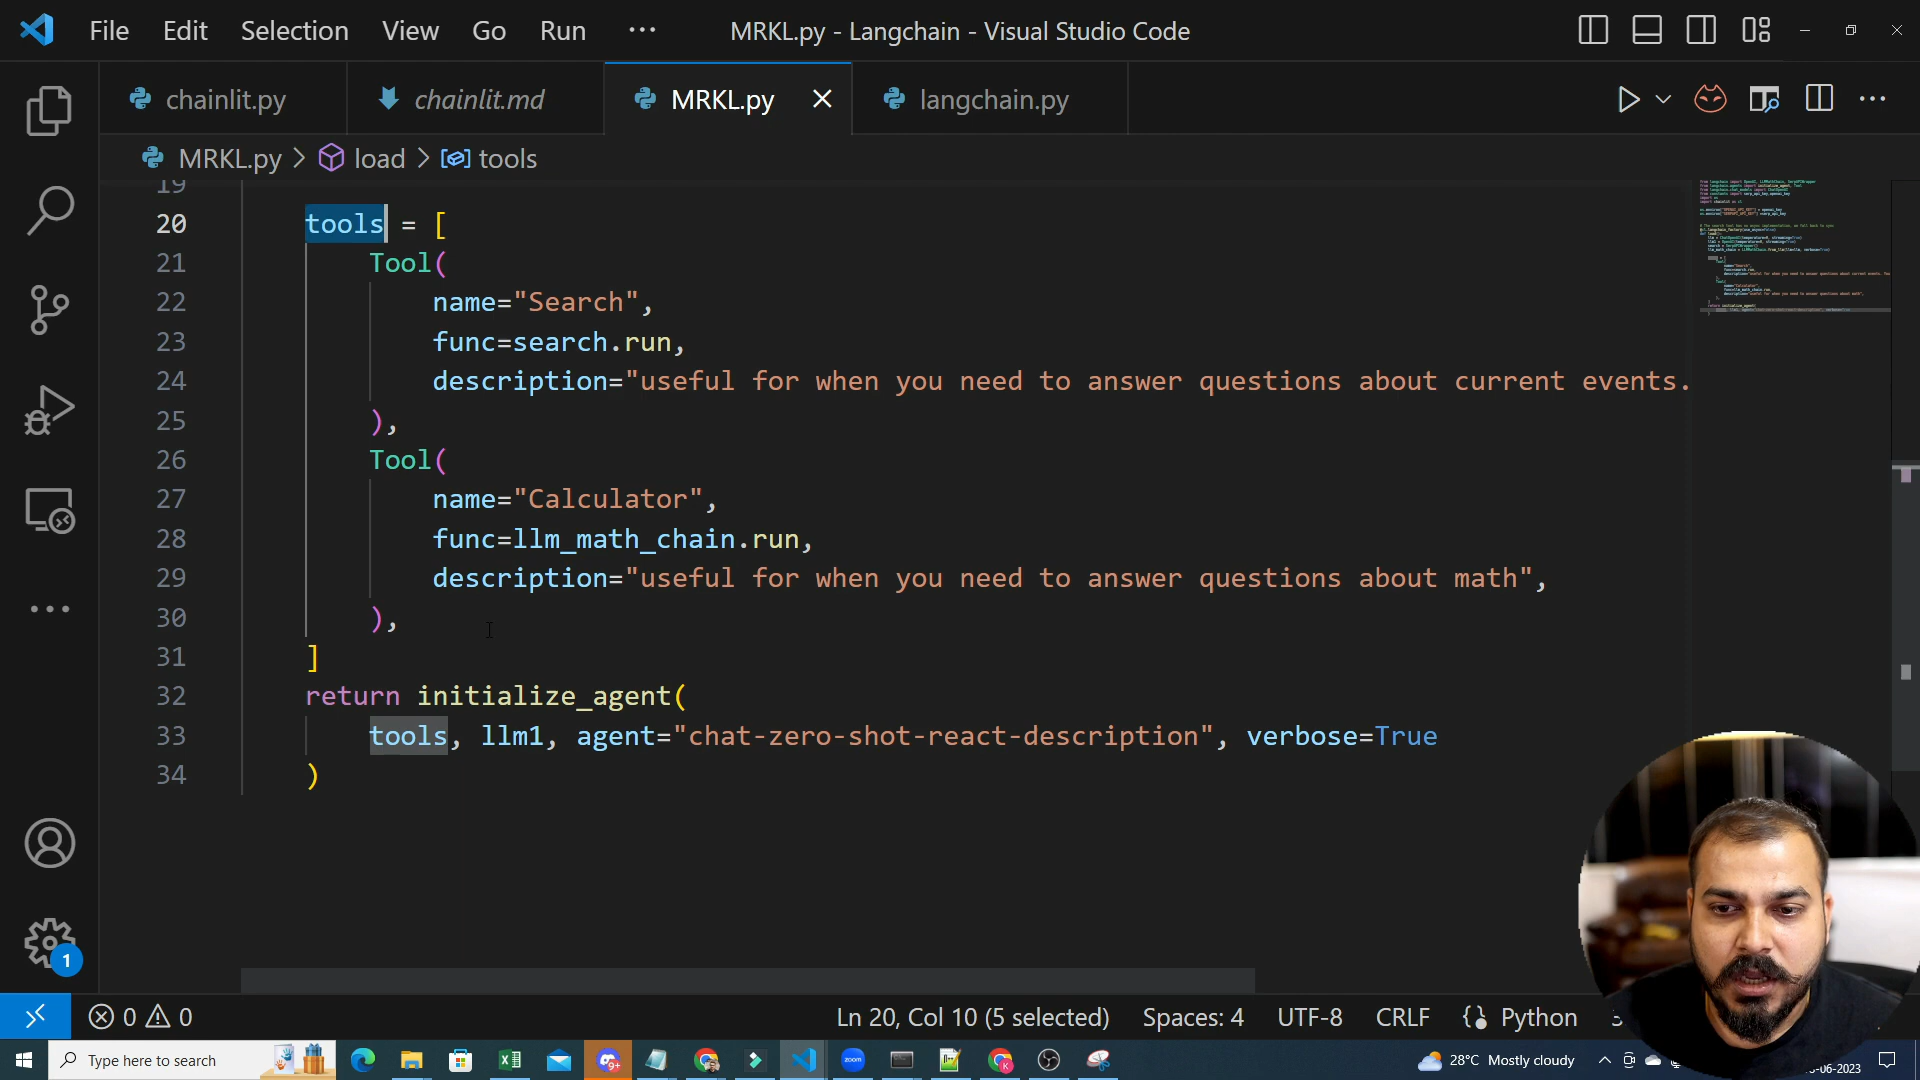 File Edit Selection View Go Run ··· MRKL.py - Langchain - Visual Studio Code
chainlit.py chainlit.md MRKL.py langchain.py
MRKL.py > load > tools
19
20 tools = [
21 Tool(
22 name="Search",
23 func=search.run,
24 description="useful for when you need to answer questions about current events.
25 ),
26 Tool(
27 name="Calculator",
28 func=llm_math_chain.run,
29 description="useful for when you need to answer questions about math",
30 ),
31 ]
32 return initialize_agent(
33 tools, llm1, agent="chat-zero-shot-react-description", verbose=True
34 )
1
0 0 Ln 20, Col 10 (5 selected) Spaces: 4 UTF-8 CRLF Python
Type here to search 28°C Mostly cloudy
-06-2023